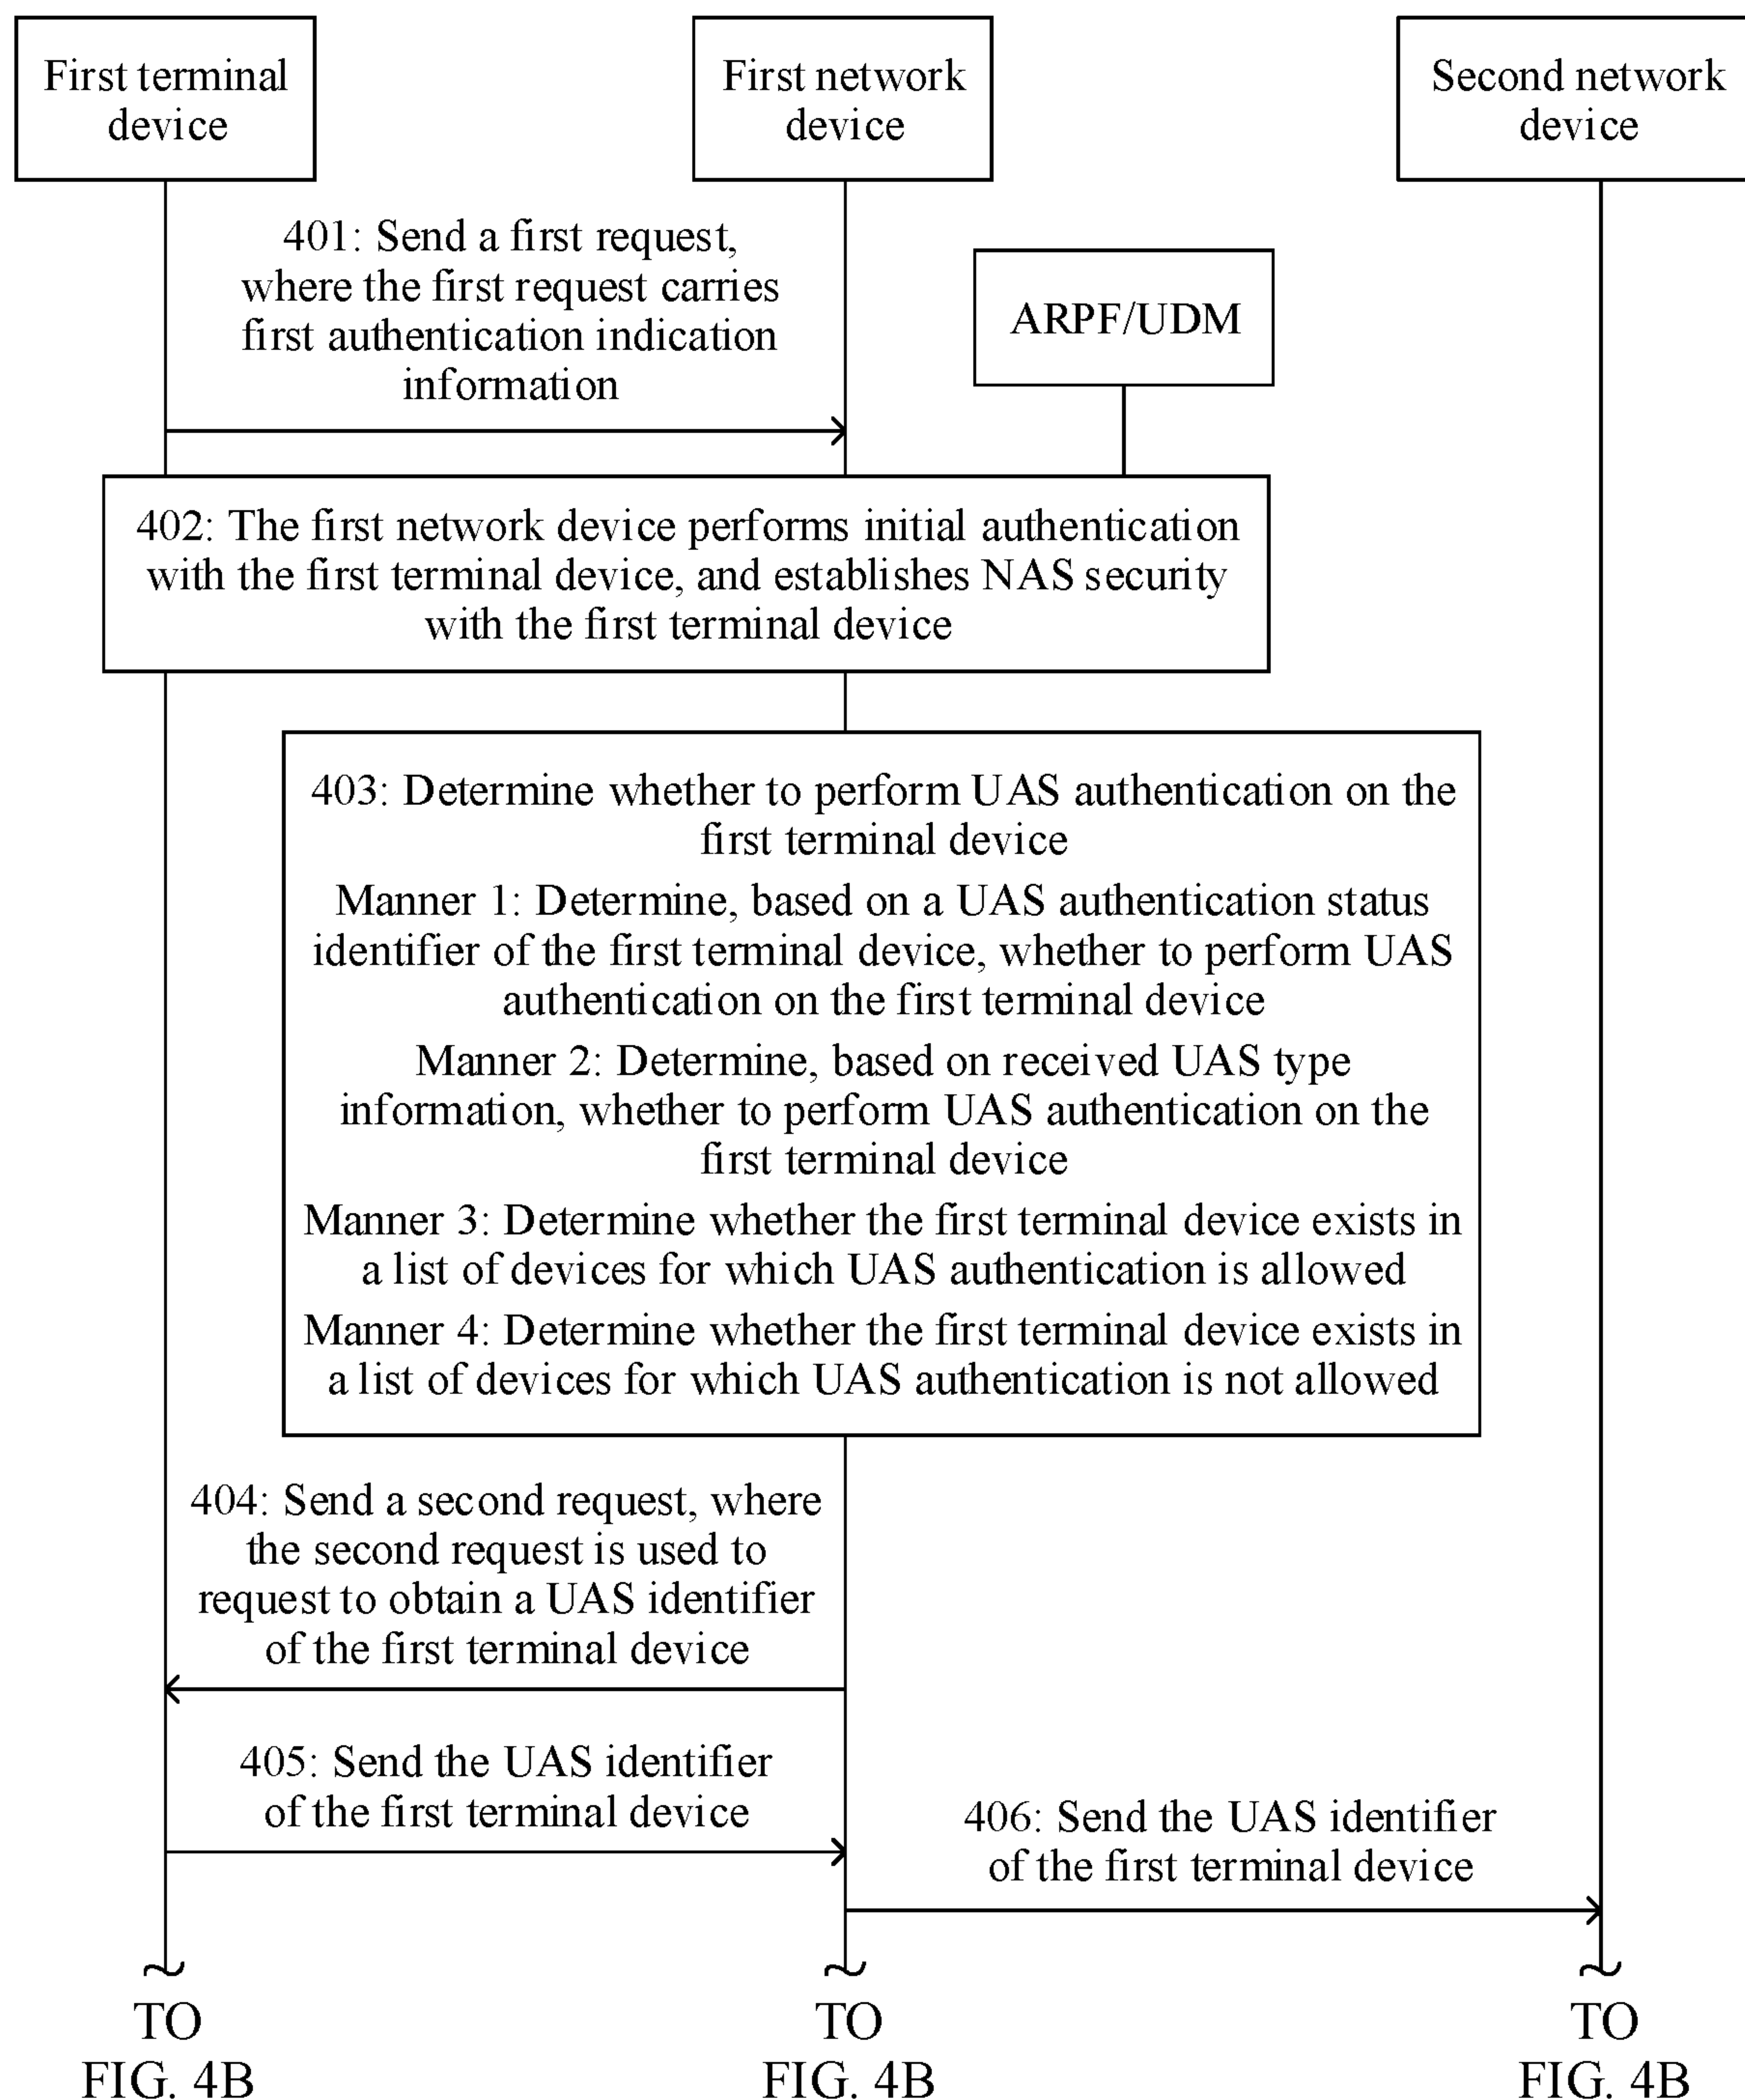 First terminal
device
First network
device
Second network
device
401: Send a first request,
where the first request carries
first authentication indication
information
ARPF/UDM
402: The first network device performs initial authentication
with the first terminal device, and establishes NAS security
with the first terminal device
403: Determine whether to perform UAS authentication on the
first terminal device
Manner 1: Determine, based on a UAS authentication status
identifier of the first terminal device, whether to perform UAS
authentication on the first terminal device
Manner 2: Determine, based on received UAS type
information, whether to perform UAS authentication on the
first terminal device
Manner 3: Determine whether the first terminal device exists in
a list of devices for which UAS authentication is allowed
Manner 4: Determine whether the first terminal device exists in
a list of devices for which UAS authentication is not allowed
404: Send a second request, where
the second request is used to
request to obtain a UAS identifier
of the first terminal device
405: Send the UAS identifier
of the first terminal device
406: Send the UAS identifier
of the first terminal device
TO
FIG. 4B
TO
FIG. 4B
TO
FIG. 4B